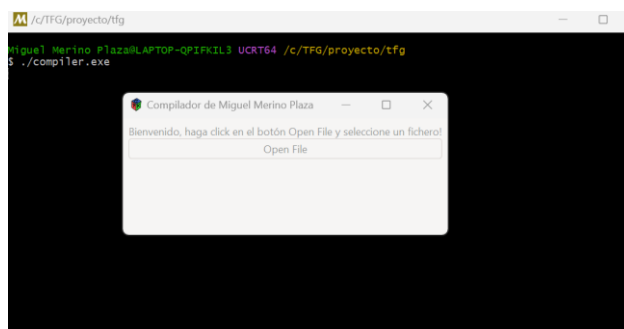 /c/TFG/proyecto/tfg
Miguel Merino Plaza@LAPTOP-QPIFKIL3 UCRT64 /c/TFG/proyecto/tfg
$ ./compiler.exe
Compilador de Miguel Merino Plaza
Bienvenido, haga click en el botón Open File y seleccione un fichero!
Open File